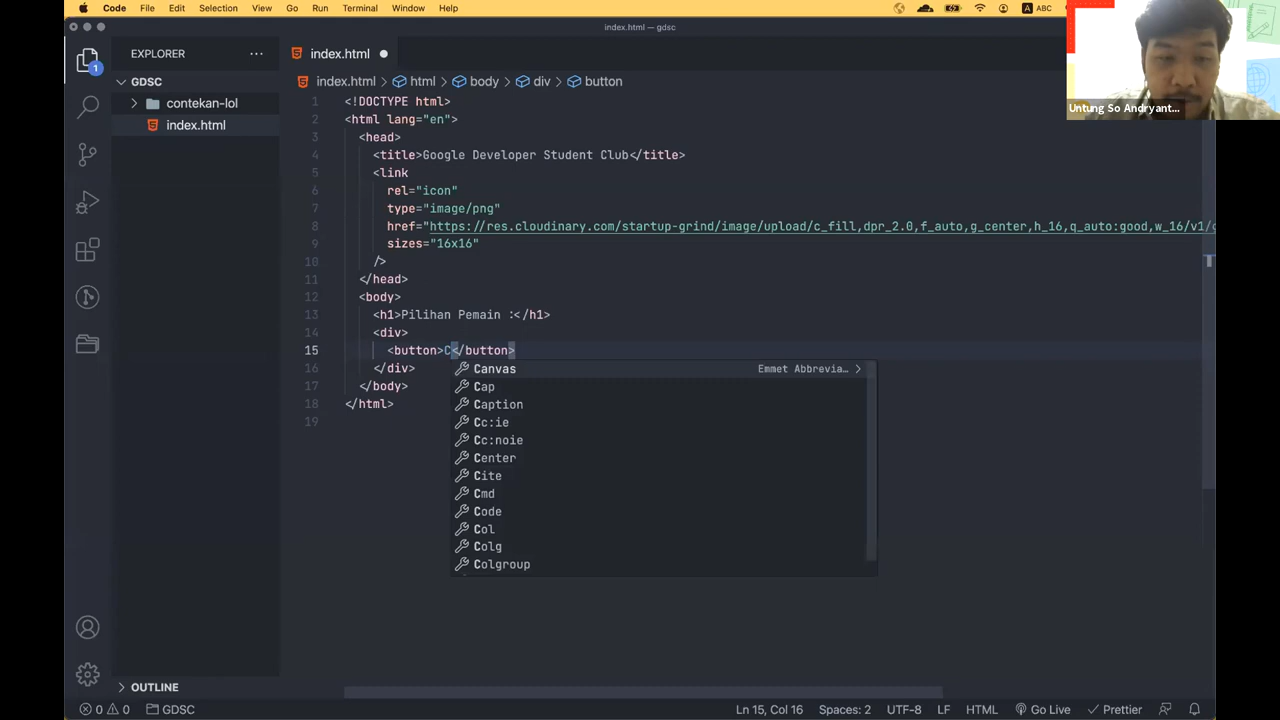 Code File Edit Selection View Go Run Terminal Window Help ABC
index.html — gdsc
EXPLORER
index.html
GDSC
index.html > html > body > div > button
contekan-lol
index.html
1 <!DOCTYPE html>
2 <html lang="en">
3 <head>
4 <title>Google Developer Student Club</title>
5 <link
6 rel="icon"
7 type="image/png"
8 href="https://res.cloudinary.com/startup-grind/image/upload/c_fill,dpr_2.0,f_auto,g_center,h_16,q_auto:good,w_16/v1/
9 sizes="16x16"
10 />
11 </head>
12 <body>
13 <h1>Pilihan Pemain :</h1>
14 <div>
15 <button>C</button>
16 </div>
17 </body>
18 </html>
19
Canvas Emmet Abbrevia… >
Cap
Caption
Cc:ie
Cc:noie
Center
Cite
Cmd
Code
Col
Colg
Colgroup
Untung So Andryant...
1
OUTLINE
0 0 GDSC Ln 15, Col 16 Spaces: 2 UTF-8 LF HTML Go Live Prettier